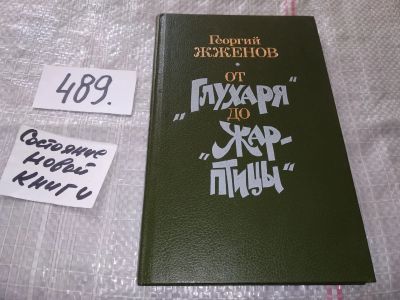 489.
Состояние
новой
книги
Георгий
ЖЖЕНОВ
ОТ
"ГЛУХАРЯ"
ДО
"ЖАР-
ПТИЦЫ"